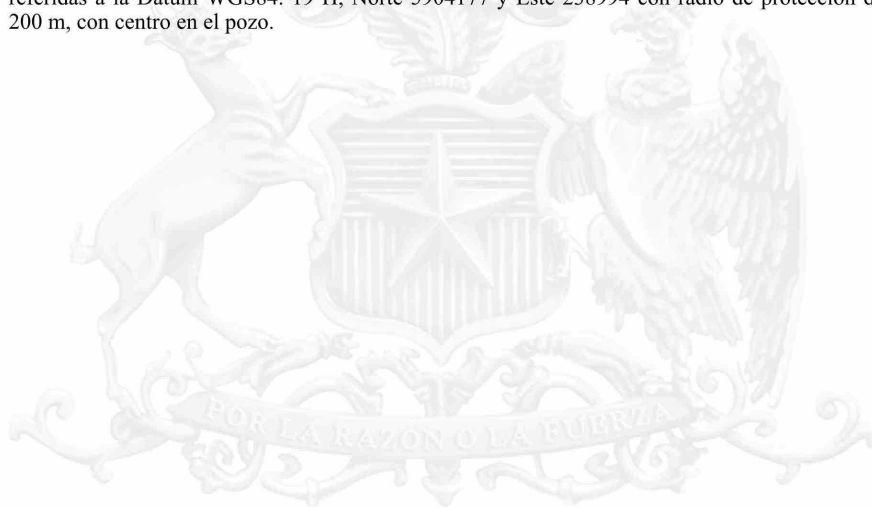 referidas a la Datum WGS84. 19 H, Norte 5904177 y Este 238994 con radio de protección
200 m, con centro en el pozo.
POR LA RAZÓN O LA FUERZA